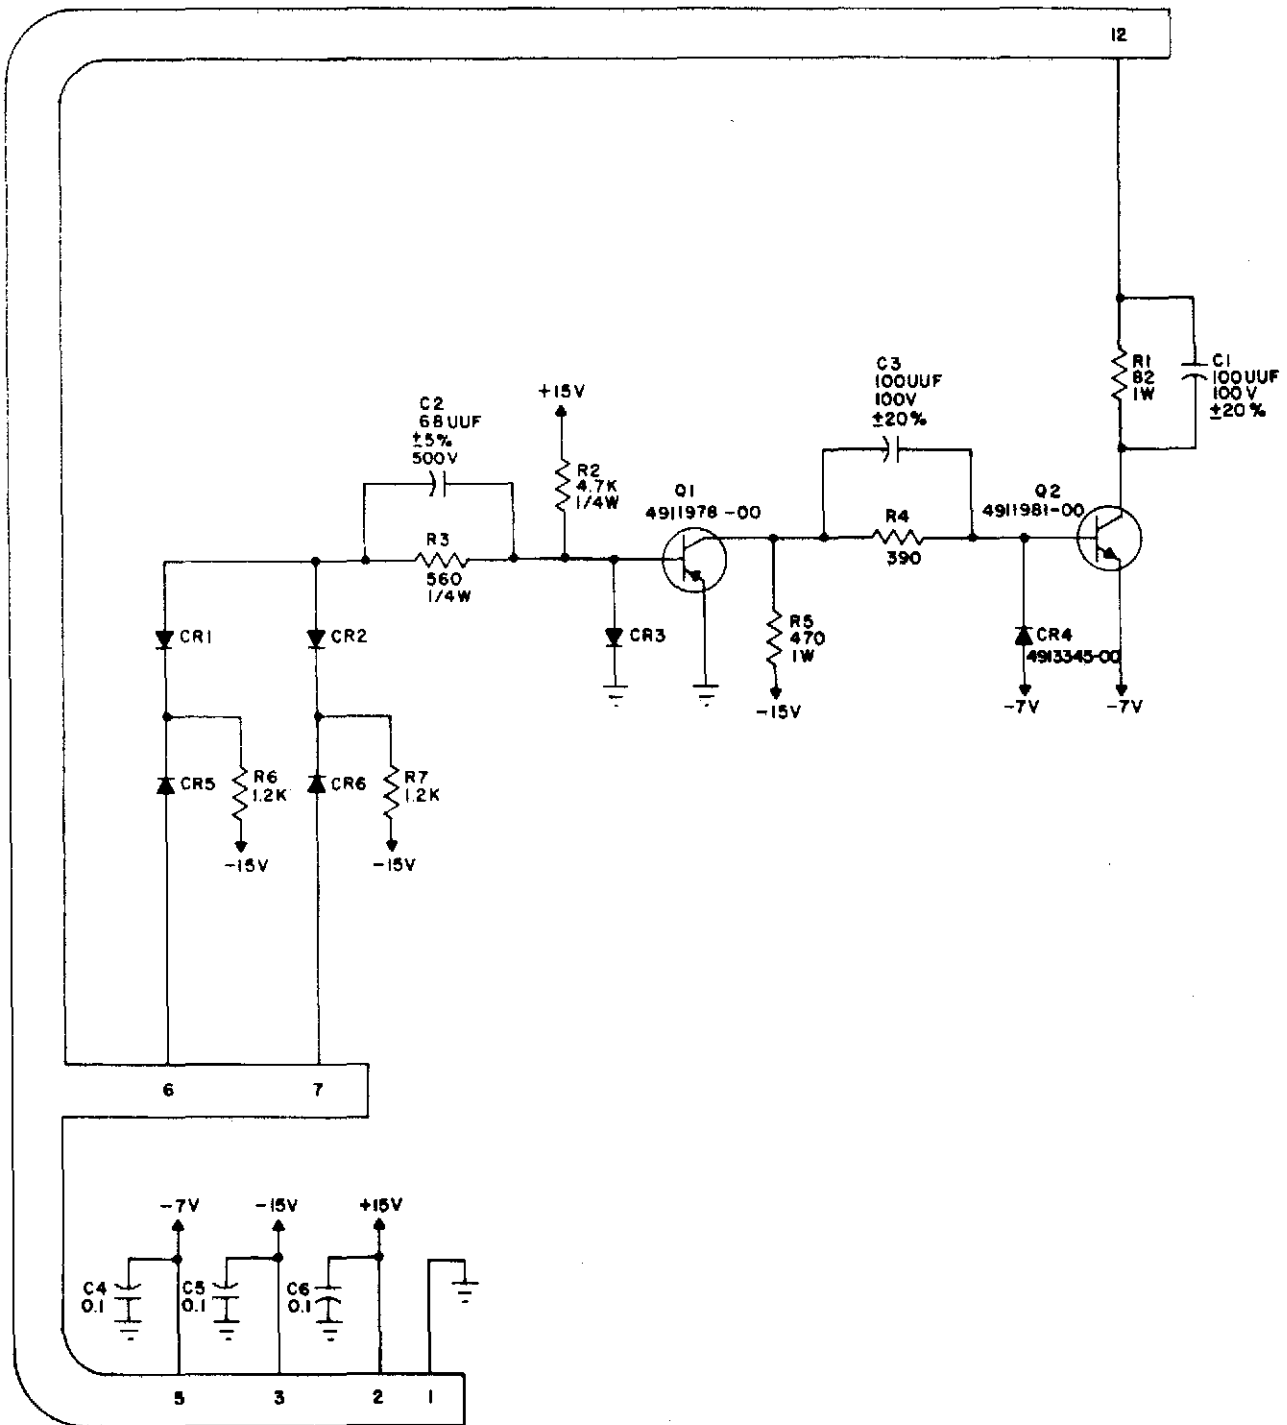 12
R1
82
1W
C1
100UUF
100V
±20%
C3
100UUF
100V
±20%
+15V
C2
68UUF
±5%
500V
R2
4.7K
1/4W
Q1
4911978-00
Q2
4911981-00
R4
390
R3
560
1/4W
CR1
CR2
CR3
R5
470
1W
CR4
4913345-00
-15V
-7V
-7V
CR5
R6
1.2K
CR6
R7
1.2K
-15V
-15V
6
7
-7V
-15V
+15V
C4
0.1
C5
0.1
C6
0.1
5
3
2
1